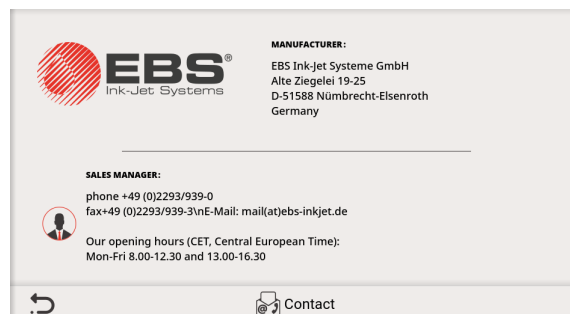 EBS®
Ink-Jet Systems
MANUFACTURER:
EBS Ink-Jet Systeme GmbH
Alte Ziegelei 19-25
D-51588 Nümbrecht-Elsenroth
Germany
SALES MANAGER:
phone +49 (0)2293/939-0
fax+49 (0)2293/939-3\nE-Mail: mail(at)ebs-inkjet.de
Our opening hours (CET, Central European Time):
Mon-Fri 8.00-12.30 and 13.00-16.30
@ Contact